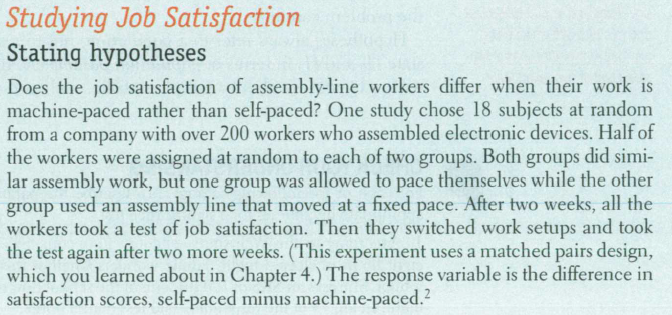 Studying Job Satisfaction
Stating hypotheses
Does the job satisfaction of assembly-line workers differ when their work is
machine-paced rather than self-paced? One study chose 18 subjects at random
from a company with over 200 workers who assembled electronic devices. Half of
the workers were assigned at random to each of two groups. Both groups did simi-
lar assembly work, but one group was allowed to pace themselves while the other
group used an assembly line that moved at a fixed pace. After two weeks, all the
workers took a test of job satisfaction. Then they switched work setups and took
the test again after two more weeks. (This experiment uses a matched pairs design,
which you learned about in Chapter 4.) The response variable is the difference in
satisfaction scores, self-paced minus machine-paced.²